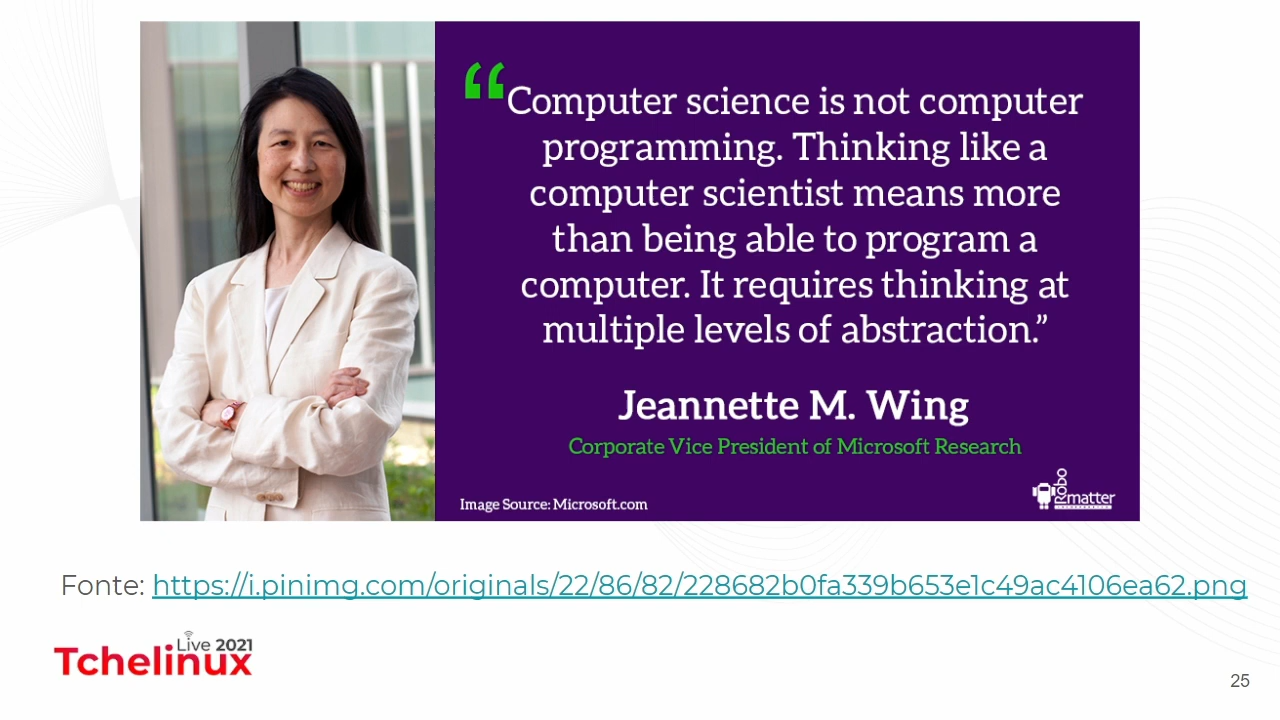 “Computer science is not computer
programming. Thinking like a
computer scientist means more
than being able to program a
computer. It requires thinking at
multiple levels of abstraction.”
Jeannette M. Wing
Corporate Vice President of Microsoft Research
Image Source: Microsoft.com
Robomatter
Fonte: https://i.pinimg.com/originals/22/86/82/228682b0fa339b653e1c49ac4106ea62.png
Live 2021
Tchelinux
25